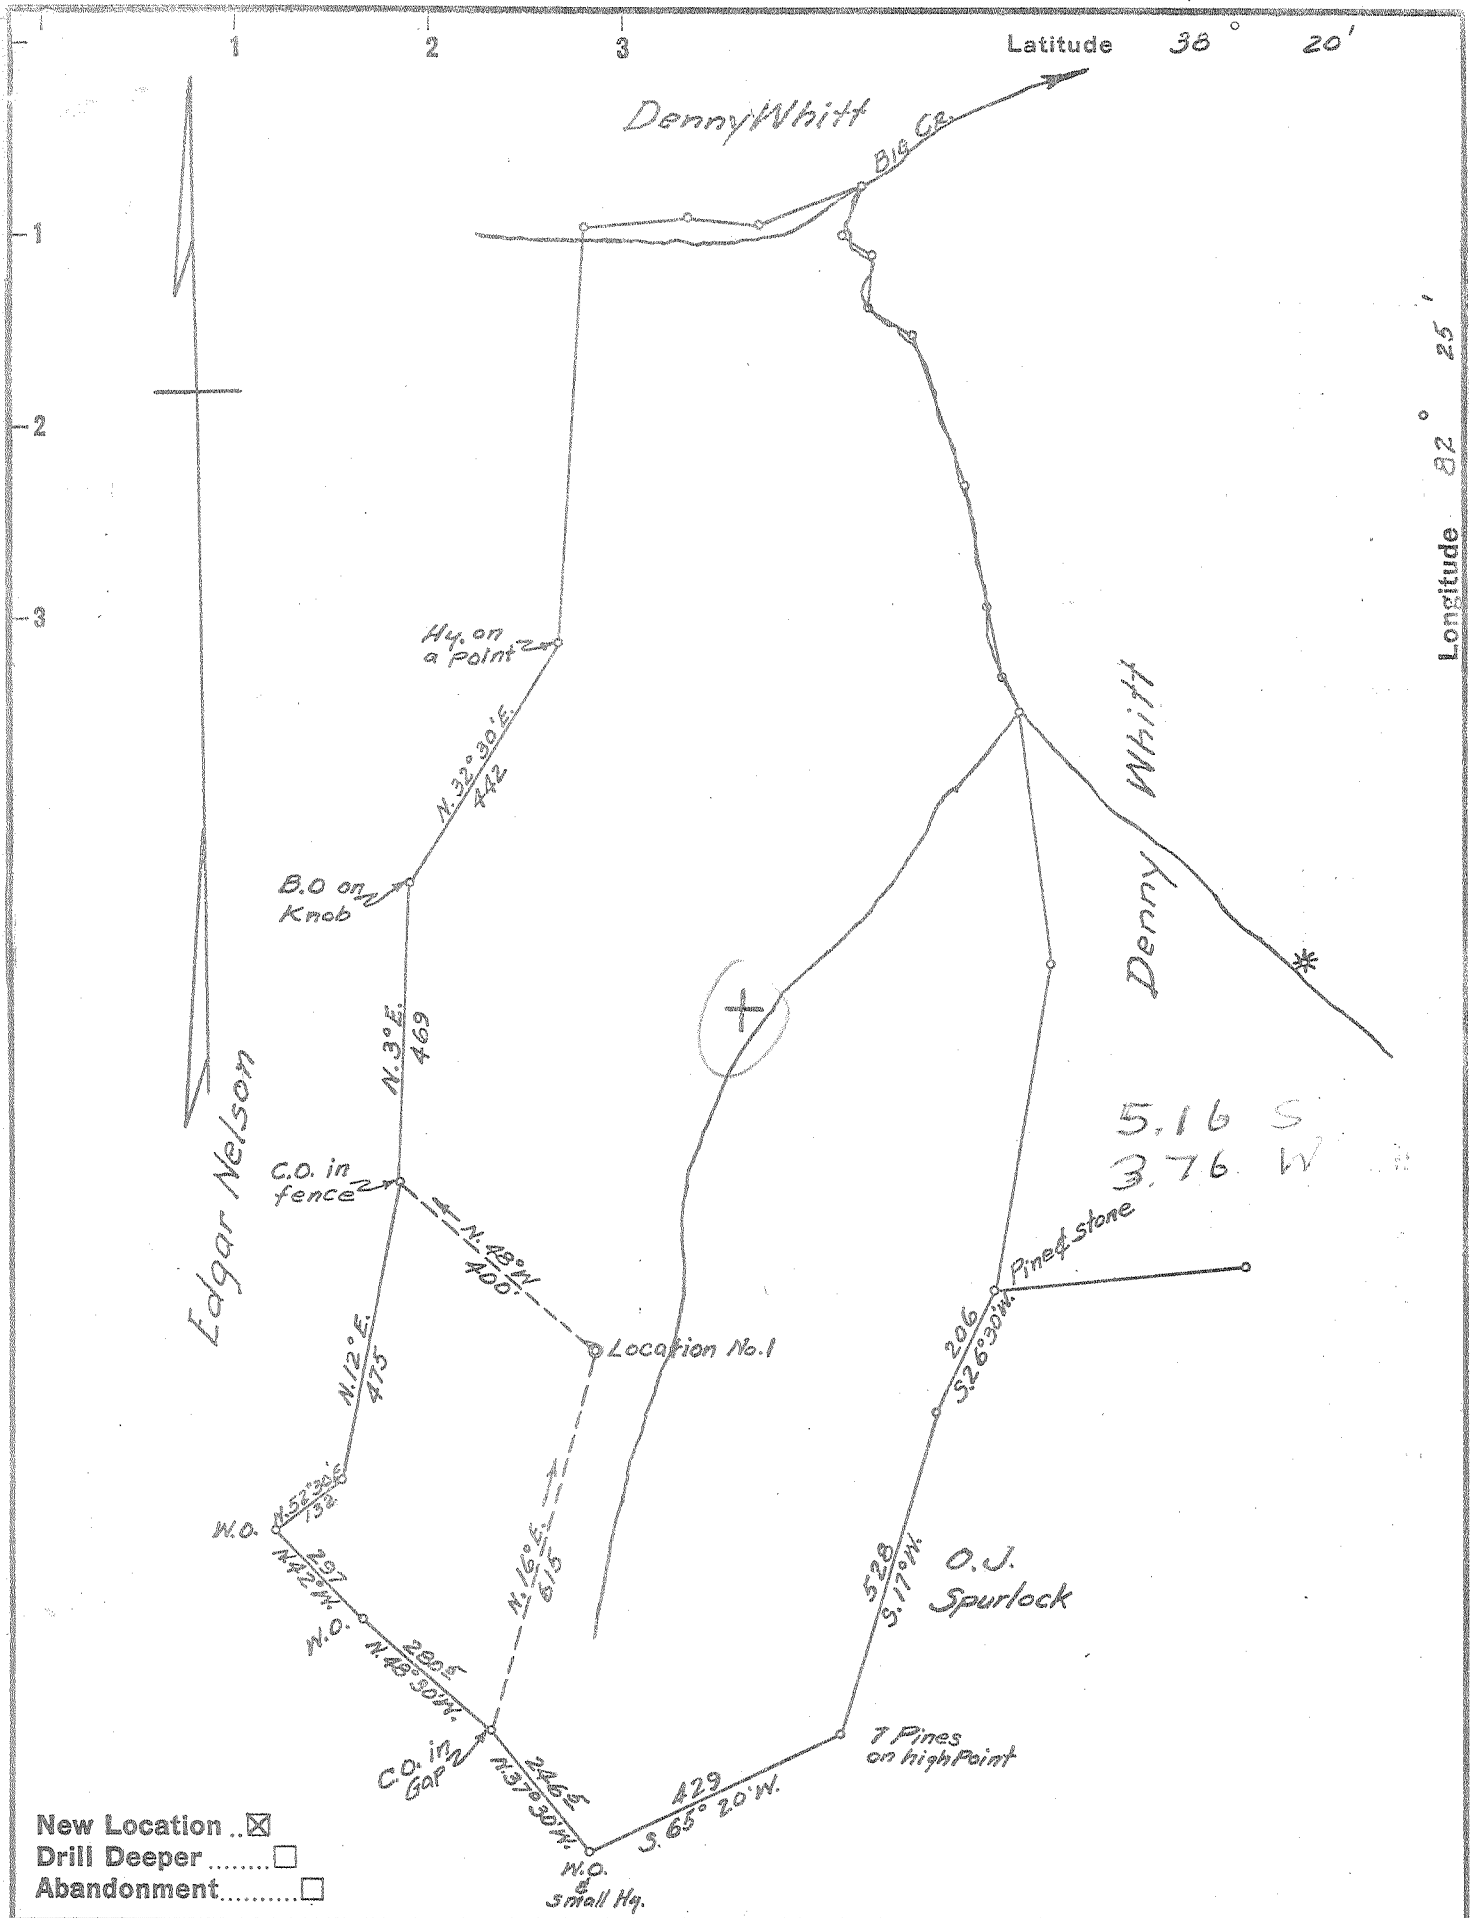 1 2 3 Latitude 38° 20'
Denny Whitt
Big Cr.
1
Longitude 82° 25'
2
3
Hy. on
a point
N. 32° 30' E.
442
Denny Whitt
B.O on
Knob
N. 3° E.
469
+
5.16 S
3.76 W
Edgar Nelson
C.O. in
fence
N. 48° W
400'
Pine & stone
Location No. 1
206
S. 26° 30' W.
N. 12° E.
475
N. 52° 30' E
132
W.O.
297
N. 42° W.
W.O.
N. 16° E.
615
528
S. 17° W.
O.J.
Spurlock
280.5
N. 48° 30' W.
C.O. in
Gap
7 Pines
on high Point
246.5
N. 37° 30' W.
429
S. 65° 20' W.
W.O.
&
small Hy.
New Location ..☒
Drill Deeper ........☐
Abandonment..........☐